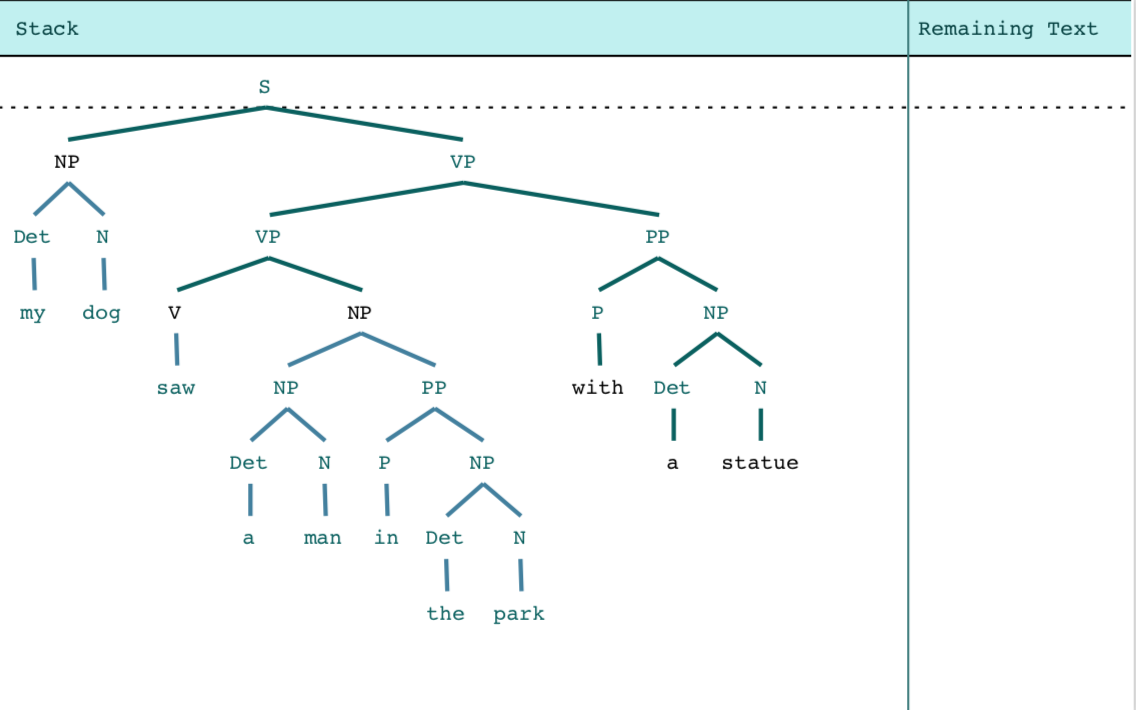 Stack Remaining Text
S
NP VP
Det N VP PP
my dog V NP P NP
saw NP PP with Det N
Det N P NP a statue
a man in Det N
the park